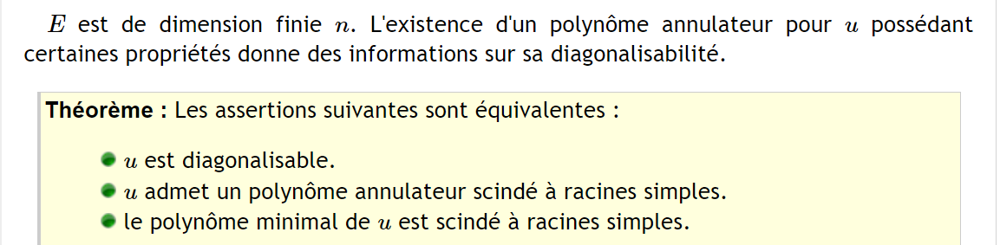 E est de dimension finie n. L'existence d'un polynôme annulateur pour u possédant
certaines propriétés donne des informations sur sa diagonalisabilité.
Théorème : Les assertions suivantes sont équivalentes :
u est diagonalisable.
u admet un polynôme annulateur scindé à racines simples.
le polynôme minimal de u est scindé à racines simples.